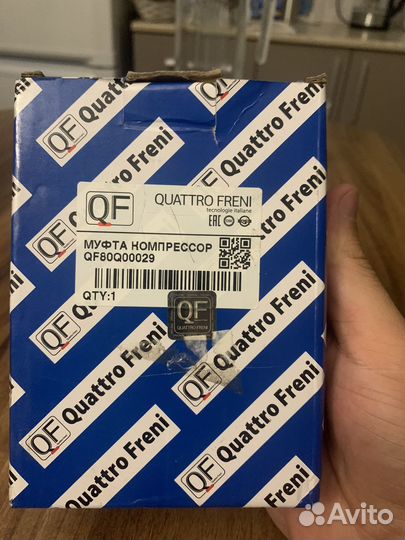 QF Quattro Freni
QF Quattro Freni
QF QUATTRO FRENI
tecnologie italiane
EAC
МУФТА КОМПРЕССОР
QF80Q00029
QTY:1
QF
QUATTRO FRENI
QF Quattro Freni
QF Quattro Freni
QF Quattro Freni
QF Quattro Freni
Avito